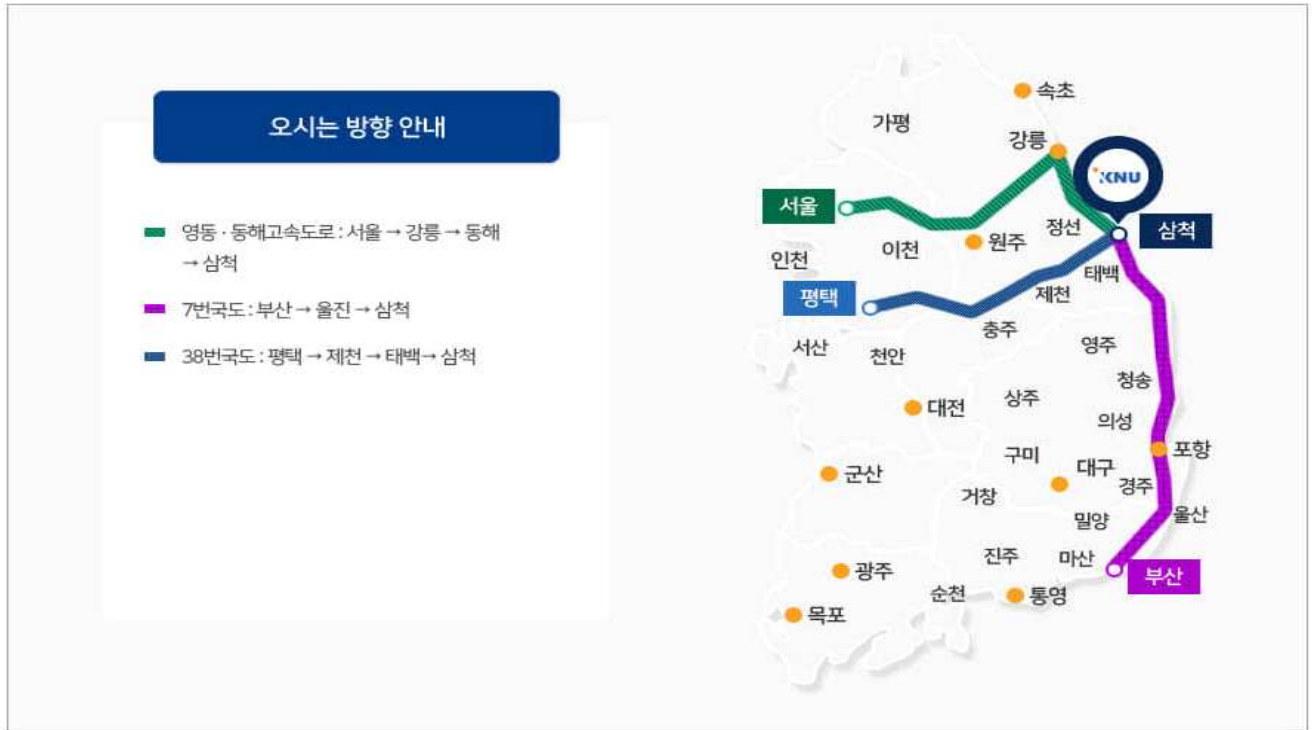 오시는 방향 안내
영동 · 동해고속도로 : 서울 → 강릉 → 동해
→ 삼척
7번국도 : 부산 → 울진 → 삼척
38번국도 : 평택 → 제천 → 태백→ 삼척
속초
가평
강릉
KNU
서울
정선
삼척
이천
원주
인천
태백
평택
제천
충주
서산
천안
영주
청송
대전
상주
의성
구미
포항
군산
대구
거창
경주
밀양
울산
진주
마산
광주
부산
순천
통영
목포